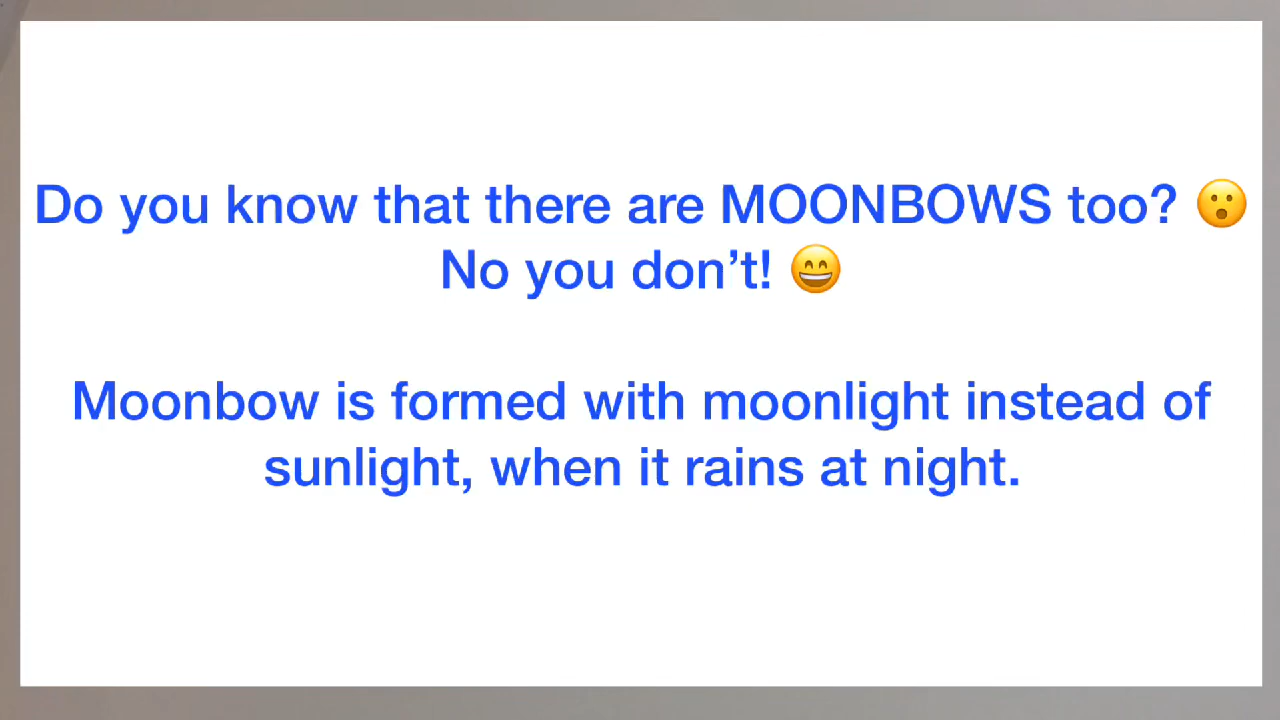 Do you know that there are MOONBOWS too? 😮
No you don’t! 😄
Moonbow is formed with moonlight instead of
sunlight, when it rains at night.